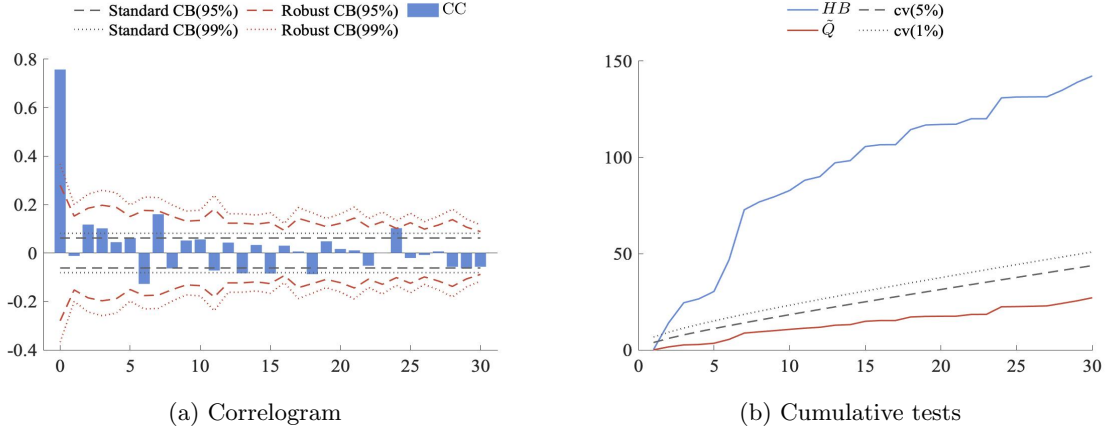 Standard CB(95%) Robust CB(95%) CC
Standard CB(99%) Robust CB(99%)
0.8
0.6
0.4
0.2
0
-0.2
-0.4
0 5 10 15 20 25 30
(a) Correlogram
HB cv(5%)
Q̃ cv(1%)
150
100
50
0
0 5 10 15 20 25 30
(b) Cumulative tests